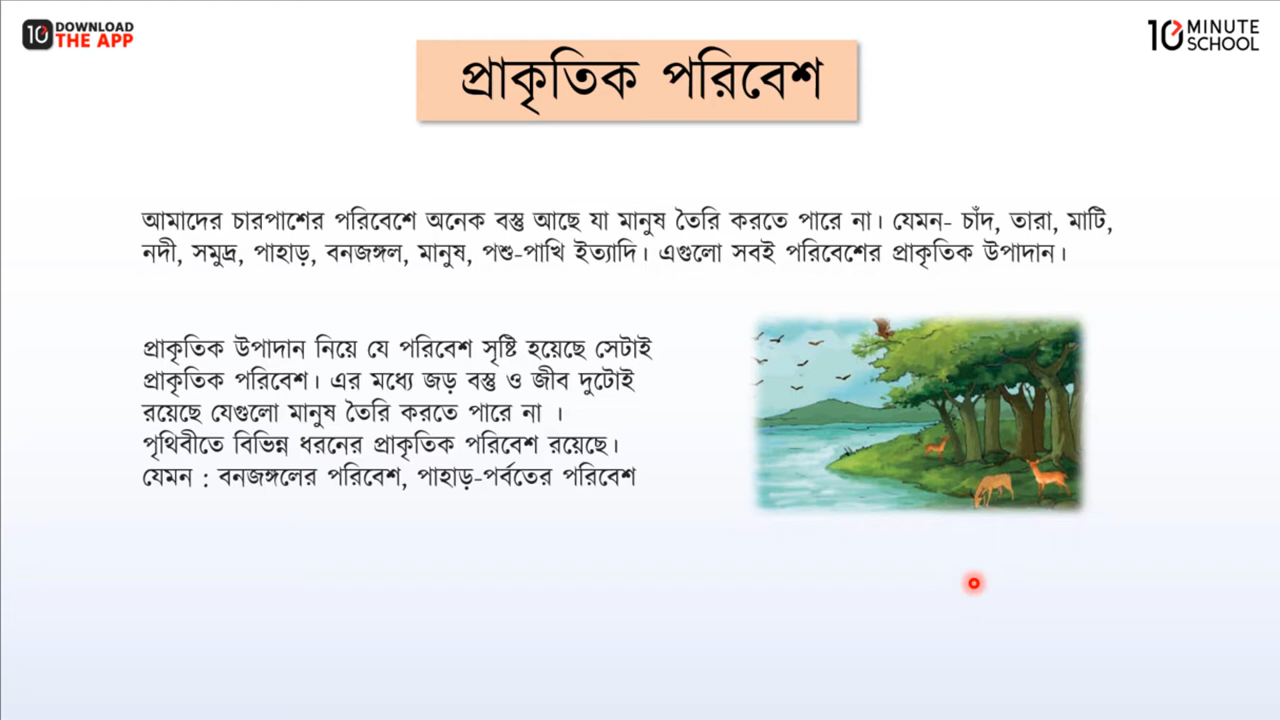 DOWNLOAD
THE APP
10 MINUTE
SCHOOL
প্রাকৃতিক পরিবেশ
আমাদের চারপাশের পরিবেশে অনেক বস্তু আছে যা মানুষ তৈরি করতে পারে না। যেমন- চাঁদ, তারা, মাটি,
নদী, সমুদ্র, পাহাড়, বনজঙ্গল, মানুষ, পশু-পাখি ইত্যাদি। এগুলো সবই পরিবেশের প্রাকৃতিক উপাদান।
প্রাকৃতিক উপাদান নিয়ে যে পরিবেশ সৃষ্টি হয়েছে সেটাই
প্রাকৃতিক পরিবেশ। এর মধ্যে জড় বস্তু ও জীব দুটোই
রয়েছে যেগুলো মানুষ তৈরি করতে পারে না ।
পৃথিবীতে বিভিন্ন ধরনের প্রাকৃতিক পরিবেশ রয়েছে।
যেমন : বনজঙ্গলের পরিবেশ, পাহাড়-পর্বতের পরিবেশ